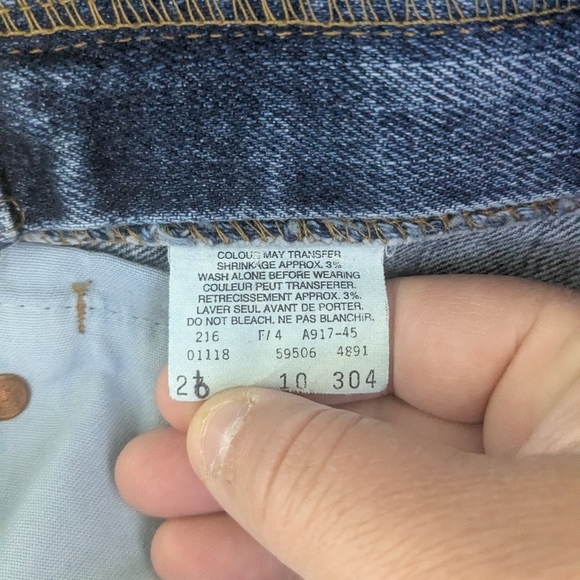 COLOUR MAY TRANSFER
SHRINKAGE APPROX. 3%
WASH ALONE BEFORE WEARING
COULEUR PEUT TRANSFERER.
RETRECISSEMENT APPROX. 3%.
LAVER SEUL AVANT DE PORTER.
DO NOT BLEACH. NE PAS BLANCHIR.
216 F/4 A917-45
01118 59506 4891
10 304